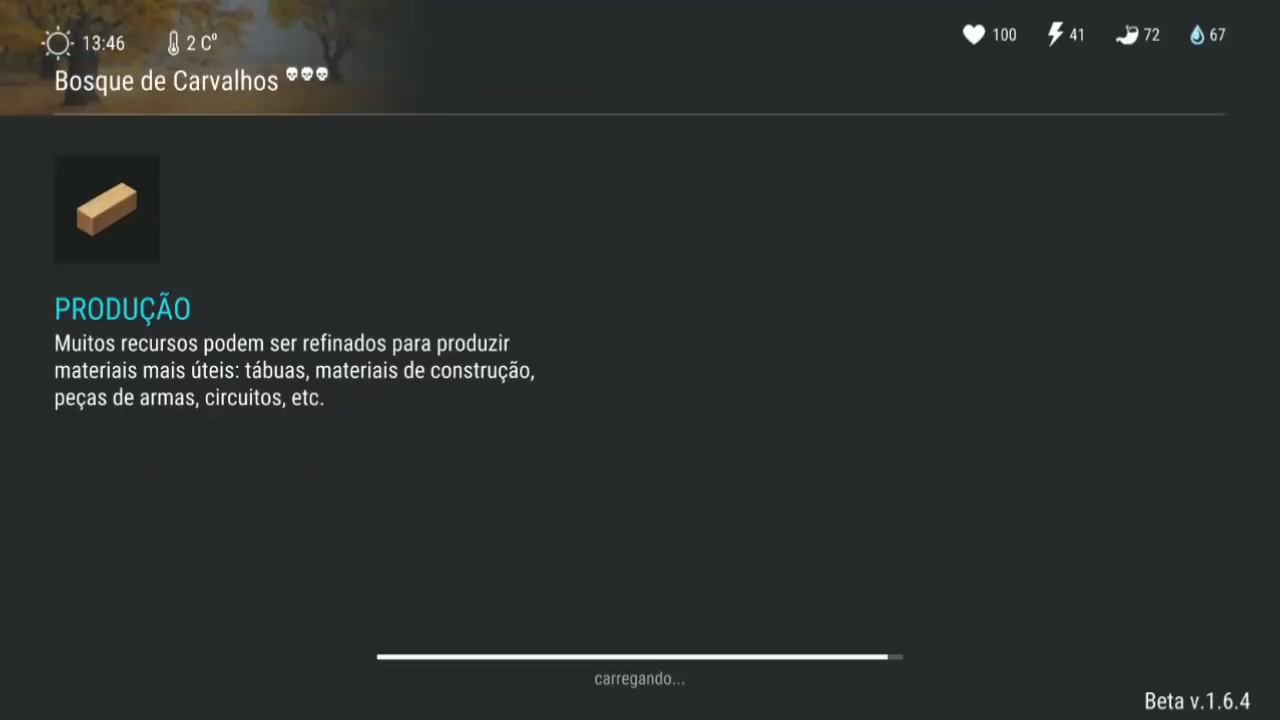 13:46 2 Cº
100 41 72 67
Bosque de Carvalhos
PRODUÇÃO
Muitos recursos podem ser refinados para produzir
materiais mais úteis: tábuas, materiais de construção,
peças de armas, circuitos, etc.
carregando...
Beta v.1.6.4